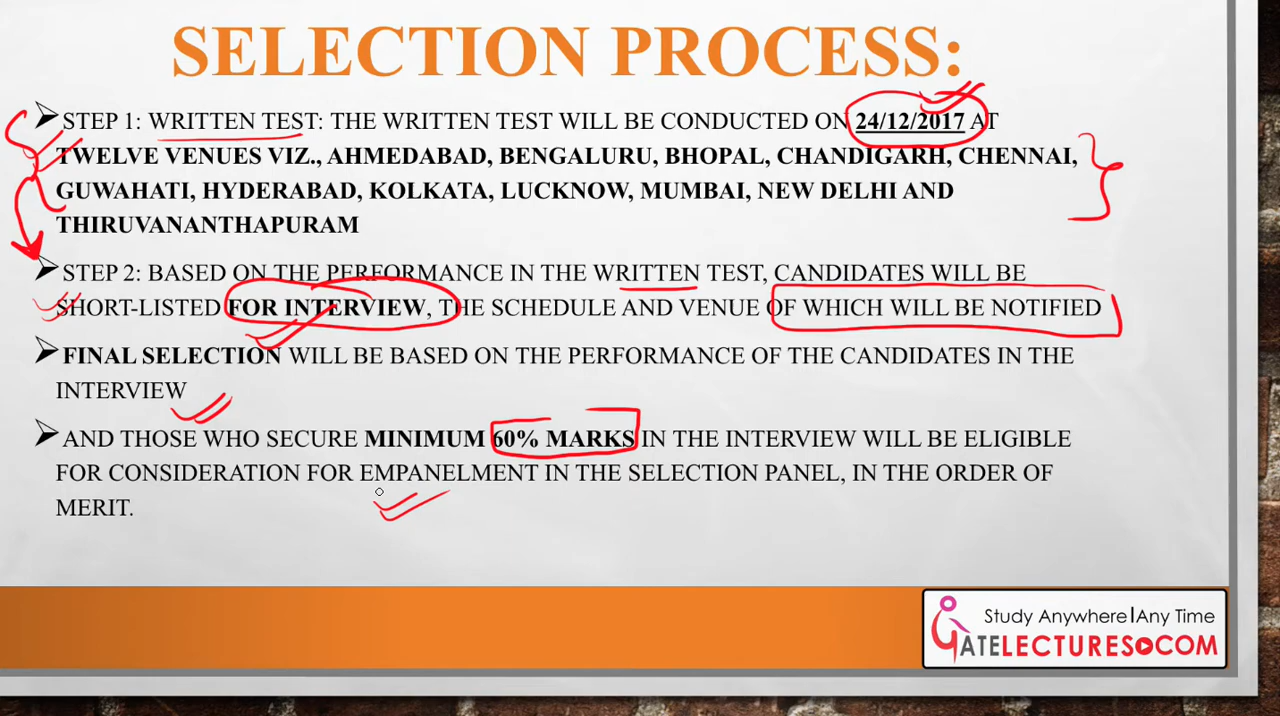 SELECTION PROCESS:
STEP 1: WRITTEN TEST: THE WRITTEN TEST WILL BE CONDUCTED ON 24/12/2017 AT
TWELVE VENUES VIZ., AHMEDABAD, BENGALURU, BHOPAL, CHANDIGARH, CHENNAI,
GUWAHATI, HYDERABAD, KOLKATA, LUCKNOW, MUMBAI, NEW DELHI AND
THIRUVANANTHAPURAM
STEP 2: BASED ON THE PERFORMANCE IN THE WRITTEN TEST, CANDIDATES WILL BE
SHORT-LISTED FOR INTERVIEW, THE SCHEDULE AND VENUE OF WHICH WILL BE NOTIFIED
FINAL SELECTION WILL BE BASED ON THE PERFORMANCE OF THE CANDIDATES IN THE
INTERVIEW
AND THOSE WHO SECURE MINIMUM 60% MARKS IN THE INTERVIEW WILL BE ELIGIBLE
FOR CONSIDERATION FOR EMPANELMENT IN THE SELECTION PANEL, IN THE ORDER OF
MERIT.
Study Anywhere|Any Time
GATELECTURES.COM